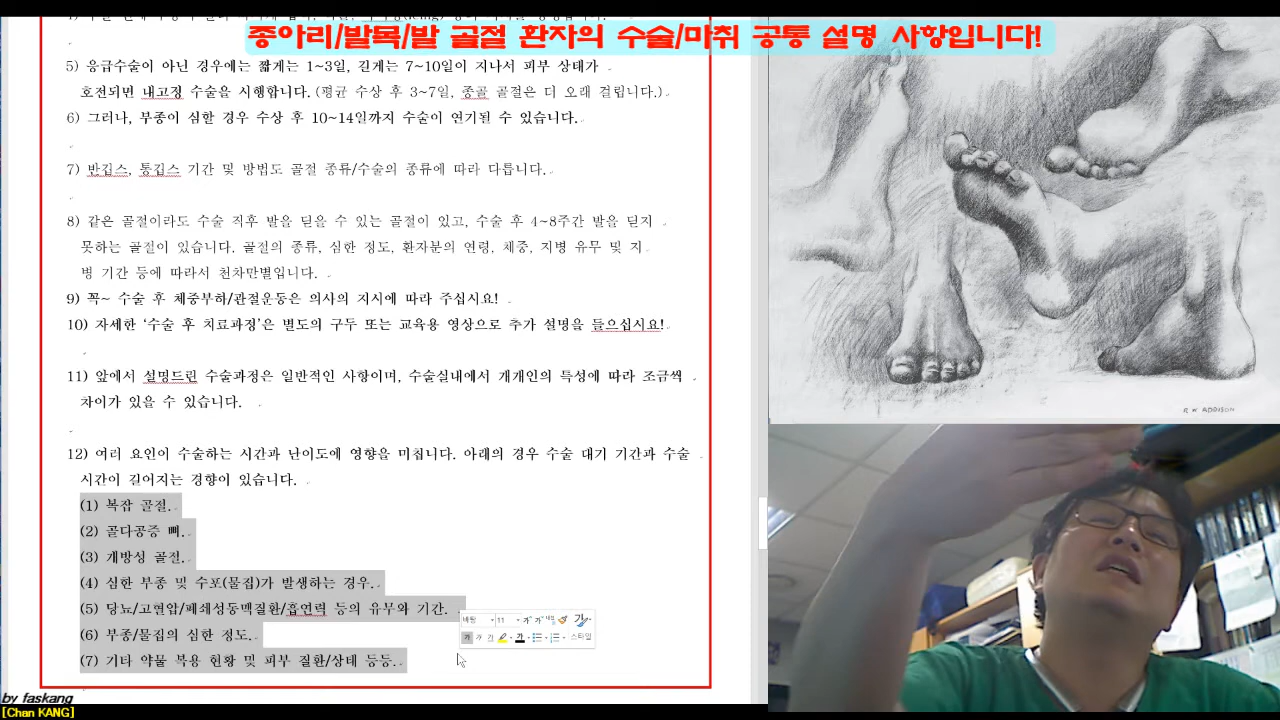 종아리/발목/발 골절 환자의 수술/마취 공통 설명 사항입니다!
5) 응급수술이 아닌 경우에는 짧게는 1~3일, 길게는 7~10일이 지나서 피부 상태가
호전되면 내고정 수술을 시행합니다. (평균 수상 후 3~7일, 종골 골절은 더 오래 걸립니다.)
6) 그러나, 부종이 심할 경우 수상 후 10~14일까지 수술이 연기될 수 있습니다.
7) 반깁스, 통깁스 기간 및 방법도 골절 종류/수술의 종류에 따라 다릅니다.
8) 같은 골절이라도 수술 직후 발을 딛을 수 있는 골절이 있고, 수술 후 4~8주간 발을 딛지
못하는 골절이 있습니다. 골절의 종류, 심한 정도, 환자분의 연령, 체중, 지병 유무 및 지
병 기간 등에 따라서 천차만별입니다.
9) 꼭~ 수술 후 체중부하/관절운동은 의사의 지시에 따라 주십시요!
10) 자세한 ‘수술 후 치료과정’은 별도의 구두 또는 교육용 영상으로 추가 설명을 들으십시요!
11) 앞에서 설명드린 수술과정은 일반적인 사항이며, 수술실내에서 개개인의 특성에 따라 조금씩
차이가 있을 수 있습니다.
12) 여러 요인이 수술하는 시간과 난이도에 영향을 미칩니다. 아래의 경우 수술 대기 기간과 수술
시간이 길어지는 경향이 있습니다.
(1) 복잡 골절.
(2) 골다공증 뼈.
(3) 개방성 골절.
(4) 심한 부종 및 수포(물집)가 발생하는 경우.
(5) 당뇨/고혈압/폐쇄성동맥질환/흡연력 등의 유무와 기간.
(6) 부종/물집의 심한 정도.
(7) 기타 약물 복용 현황 및 피부 질환/상태 등등.
바탕 11
가 가 간 가 스타일
R W ADDISON
by faskang
[Chan KANG]